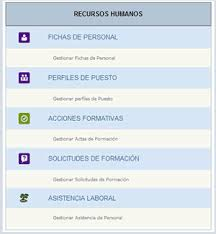 RECURSOS HUMANOS
FICHAS DE PERSONAL
Gestionar Fichas de Personal
PERFILES DE PUESTO
Gestionar perfiles de Puesto
ACCIONES FORMATIVAS
Gestionar Actas de Formación
SOLICITUDES DE FORMACIÓN
Gestionar Solicitudes de Formación
ASISTENCIA LABORAL
Gestionar Asistencia de Personal